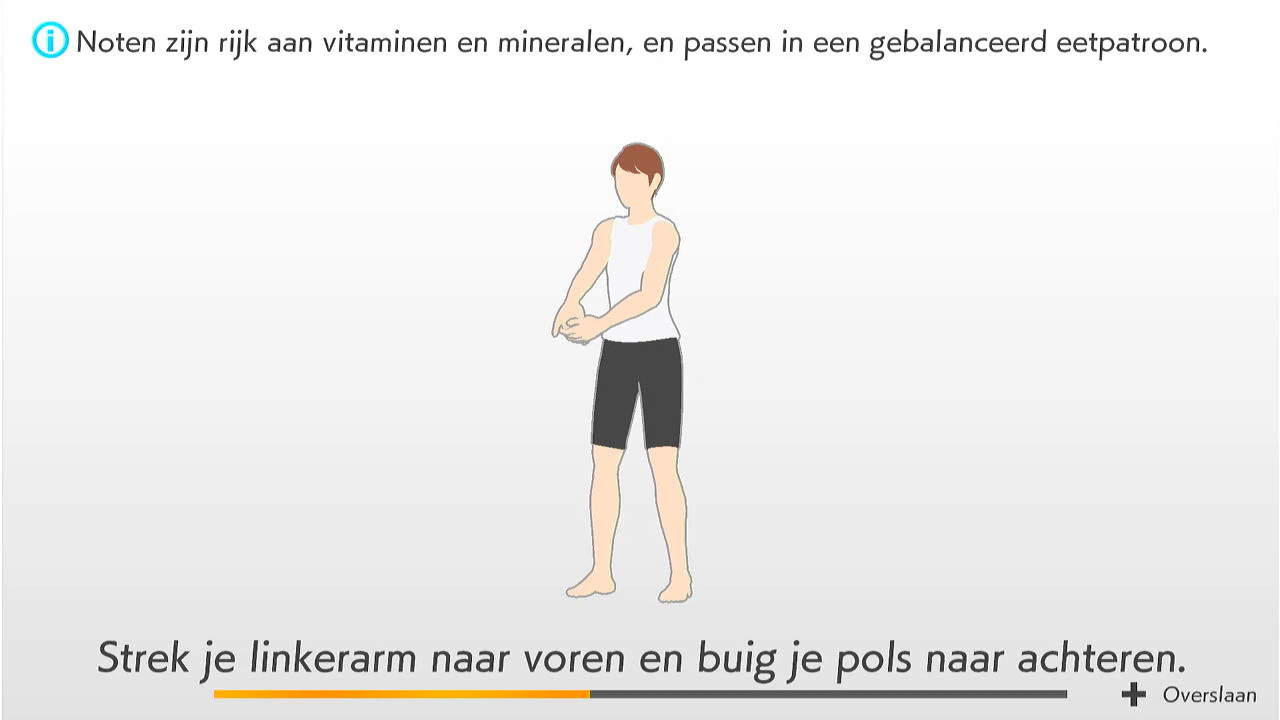 Noten zijn rijk aan vitaminen en mineralen, en passen in een gebalanceerd eetpatroon.
Strek je linkerarm naar voren en buig je pols naar achteren.
Overslaan